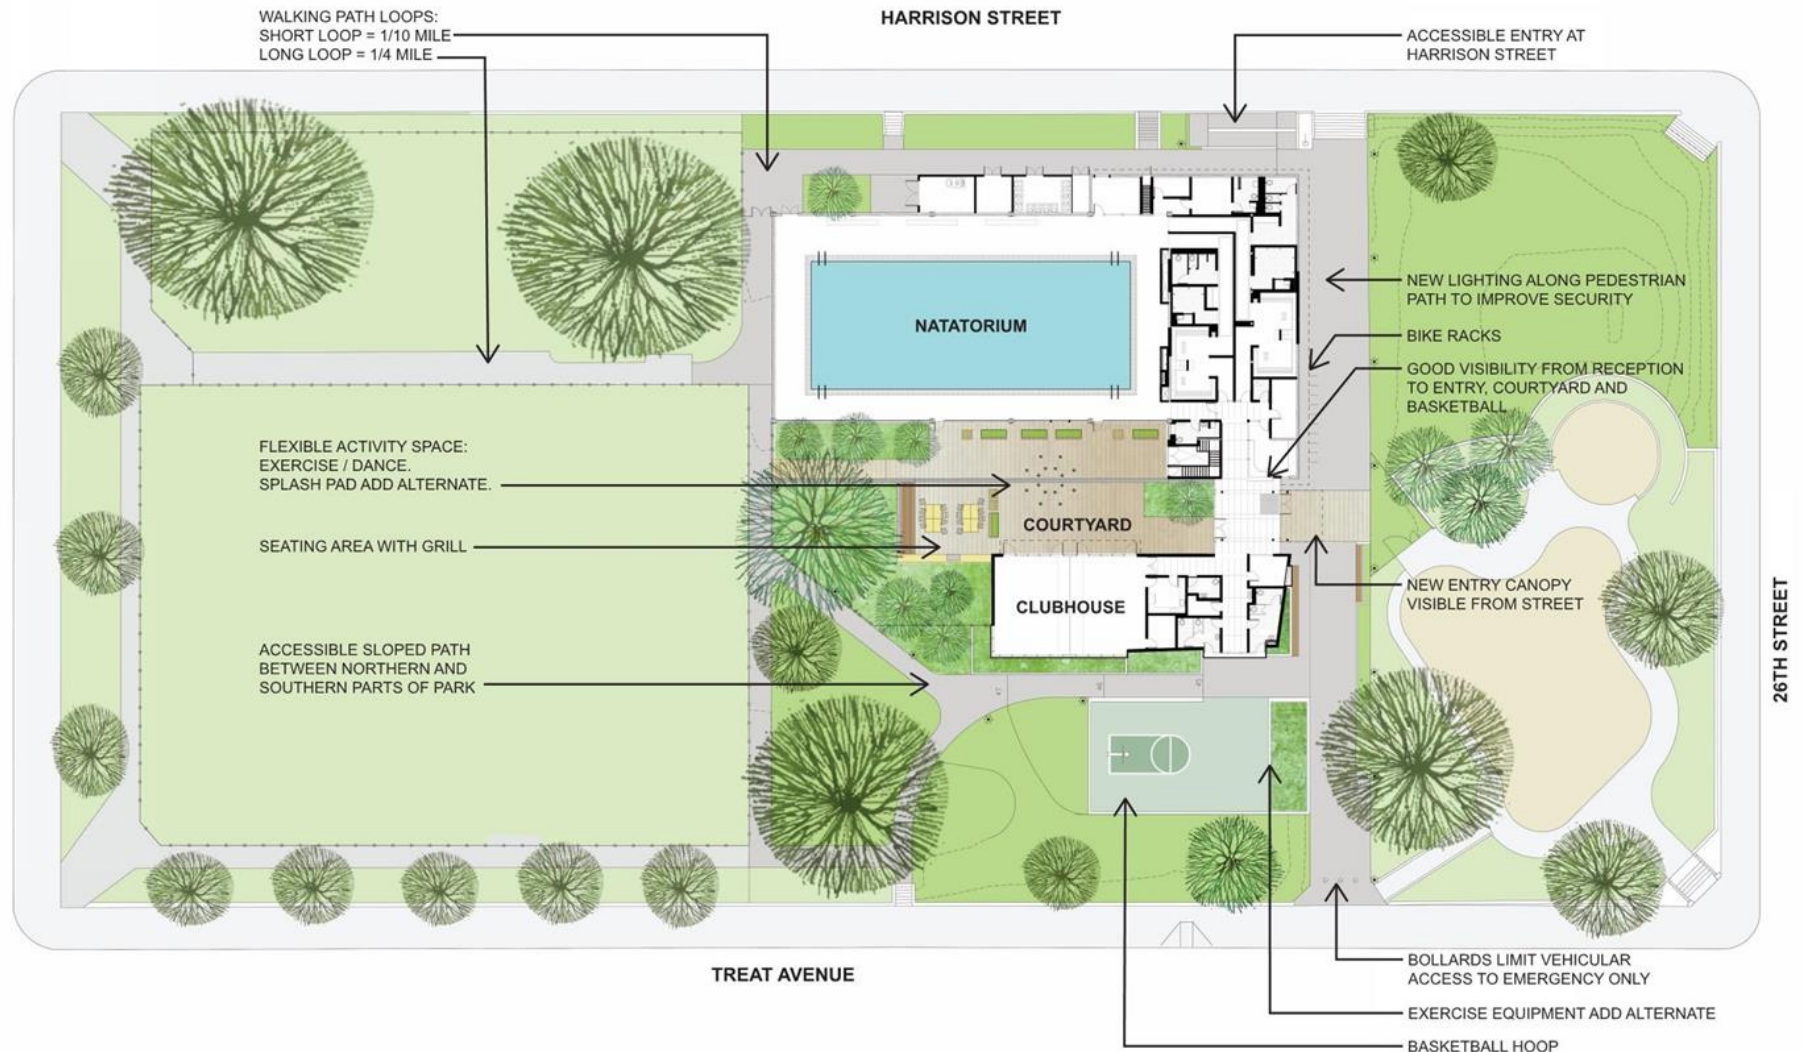 HARRISON STREET
WALKING PATH LOOPS:
SHORT LOOP = 1/10 MILE
LONG LOOP = 1/4 MILE
ACCESSIBLE ENTRY AT
HARRISON STREET
NEW LIGHTING ALONG PEDESTRIAN
PATH TO IMPROVE SECURITY
NATATORIUM
BIKE RACKS
GOOD VISIBILITY FROM RECEPTION
TO ENTRY, COURTYARD AND
BASKETBALL
FLEXIBLE ACTIVITY SPACE:
EXERCISE / DANCE.
SPLASH PAD ADD ALTERNATE.
COURTYARD
SEATING AREA WITH GRILL
NEW ENTRY CANOPY
VISIBLE FROM STREET
CLUBHOUSE
26TH STREET
ACCESSIBLE SLOPED PATH
BETWEEN NORTHERN AND
SOUTHERN PARTS OF PARK
TREAT AVENUE
BOLLARDS LIMIT VEHICULAR
ACCESS TO EMERGENCY ONLY
EXERCISE EQUIPMENT ADD ALTERNATE
BASKETBALL HOOP